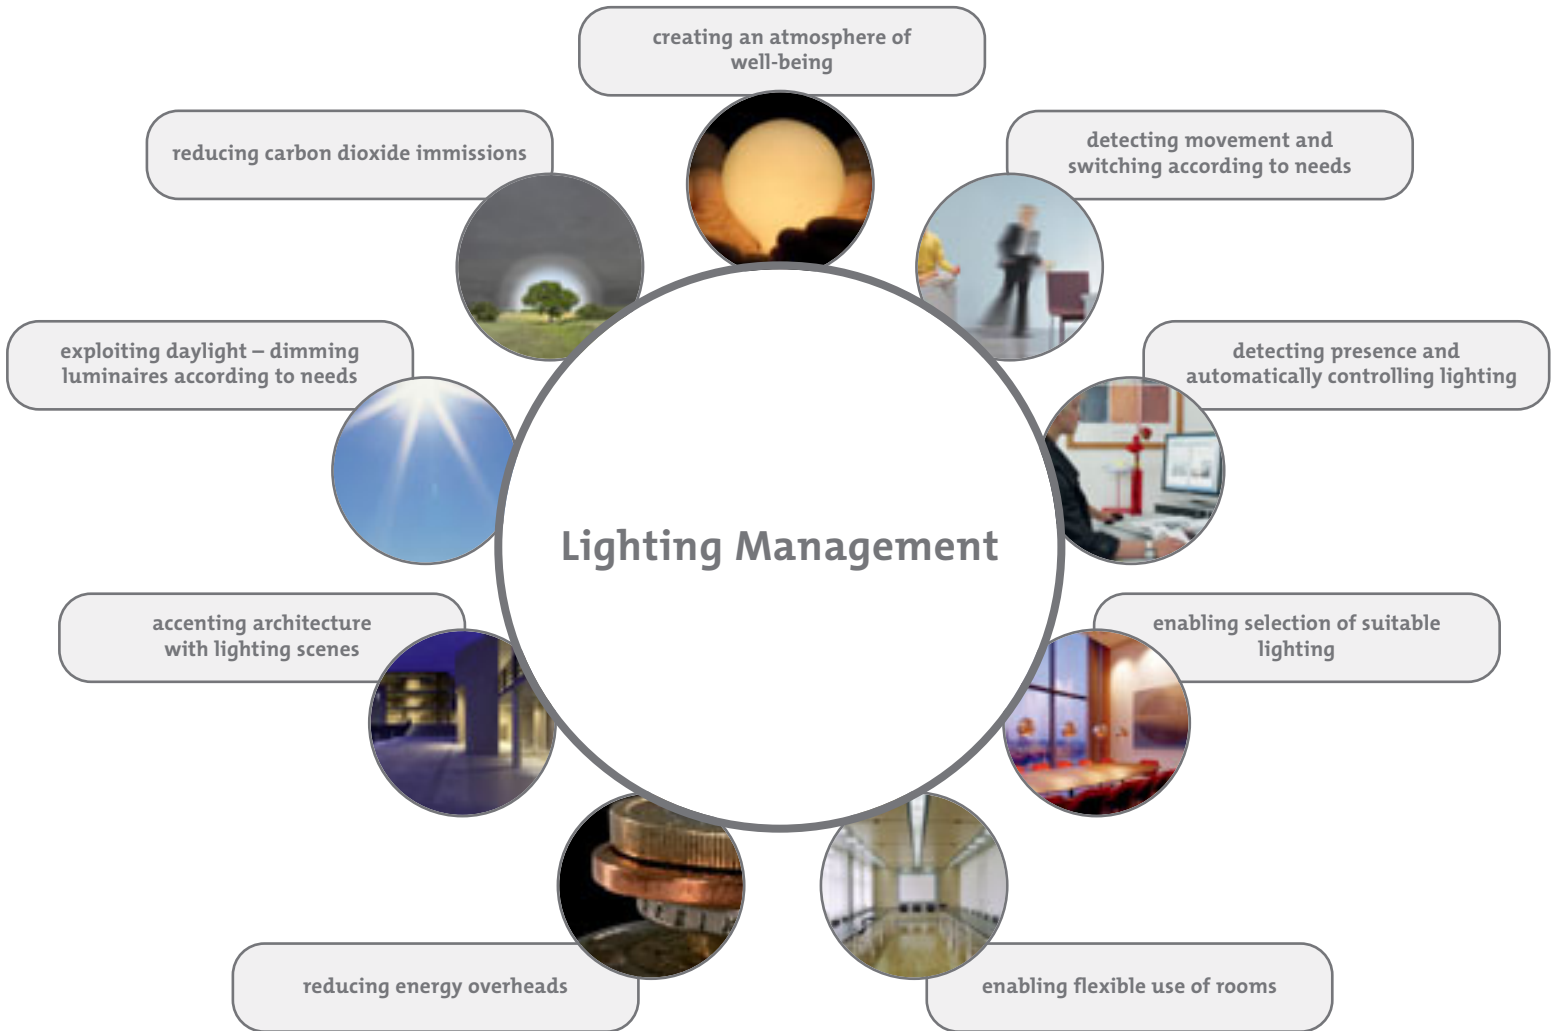 creating an atmosphere of
well-being
reducing carbon dioxide immissions
detecting movement and
switching according to needs
exploiting daylight – dimming
luminaires according to needs
detecting presence and
automatically controlling lighting
Lighting Management
accenting architecture
with lighting scenes
enabling selection of suitable
lighting
reducing energy overheads
enabling flexible use of rooms